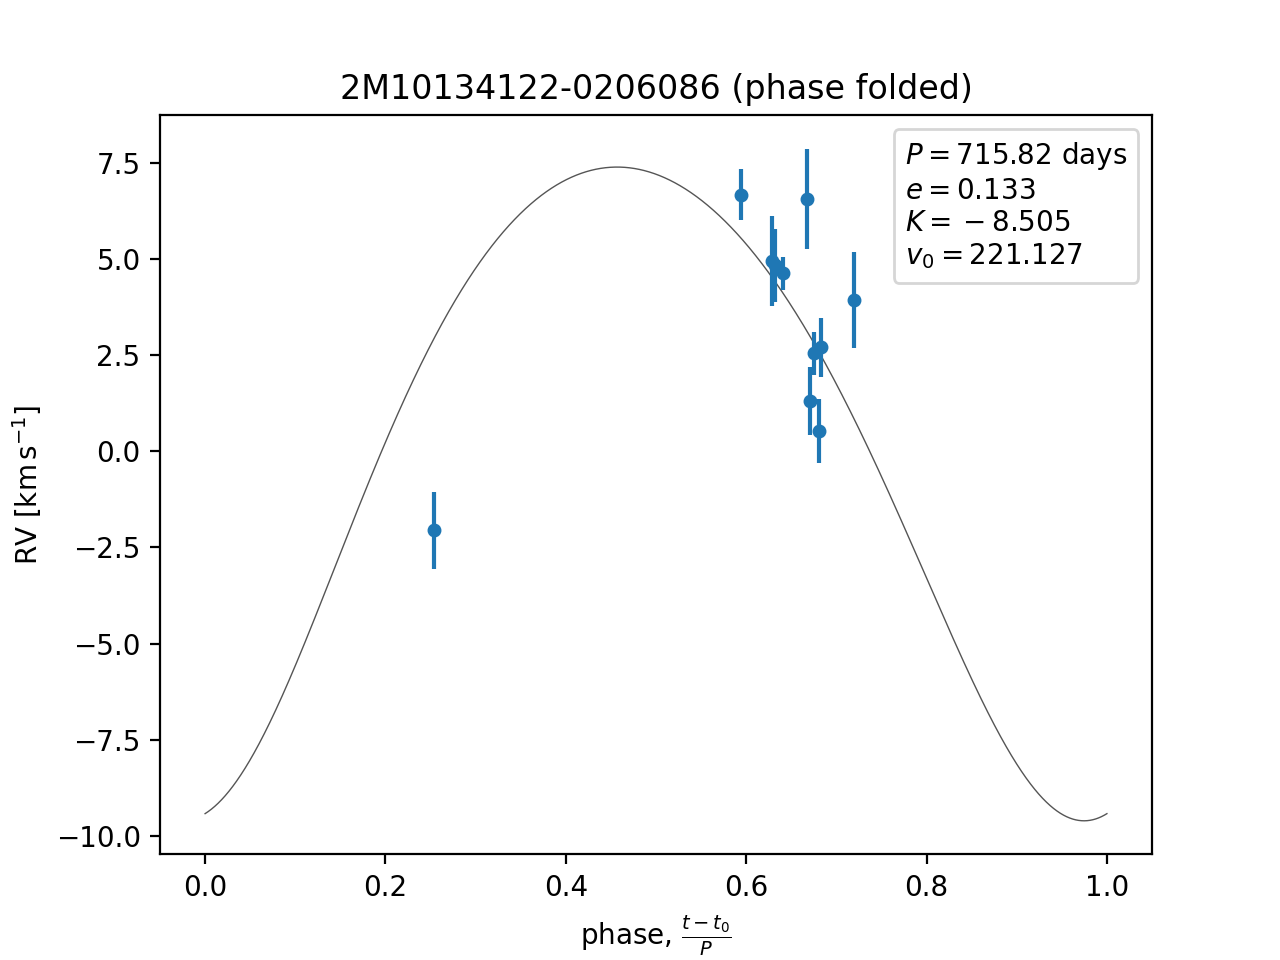 2M10134122-0206086 (phase folded)
P = 715.82 days
e = 0.133
K = −8.505
v₀ = 221.127
RV [km s⁻¹]
7.5
5.0
2.5
0.0
−2.5
−5.0
−7.5
−10.0
0.0 0.2 0.4 0.6 0.8 1.0
phase, (t − t₀)/P